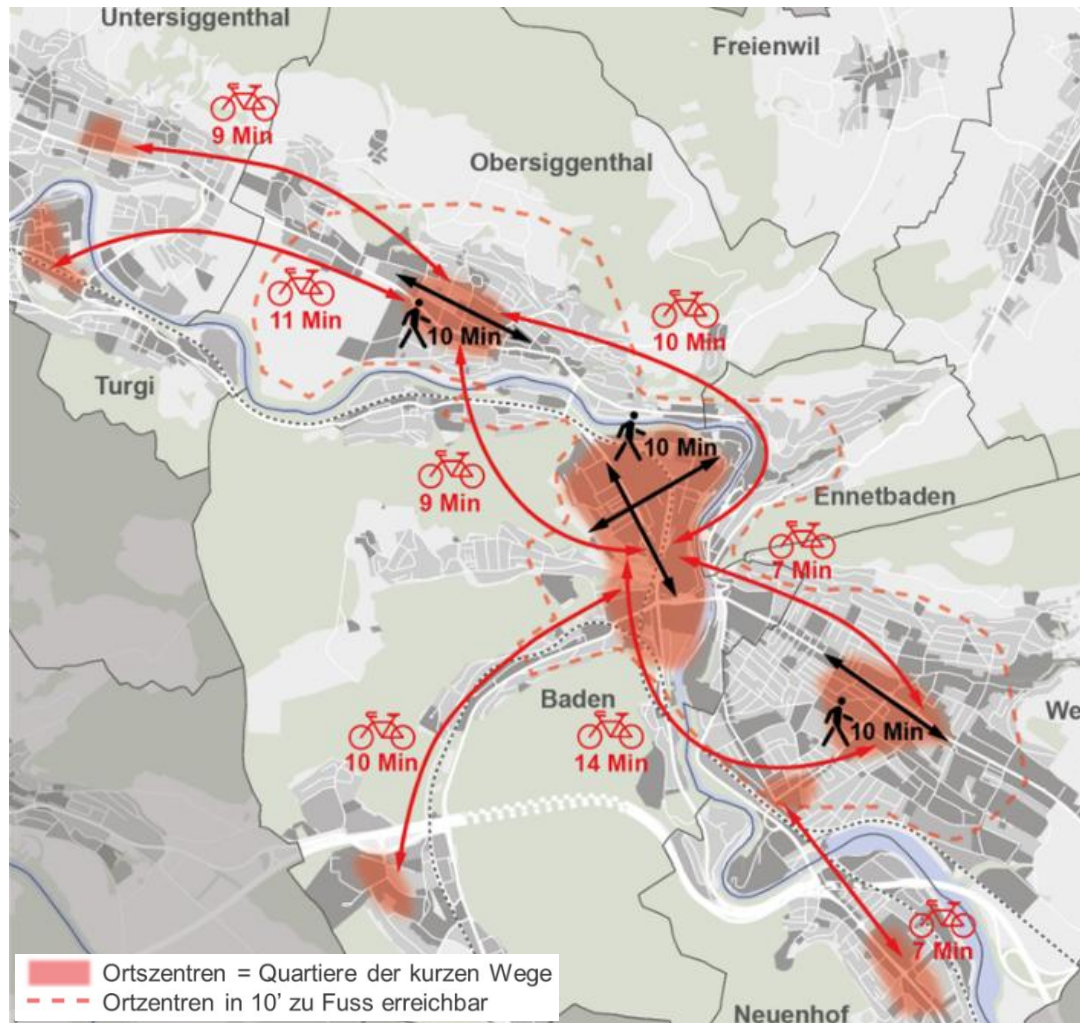 Untersiggenthal
Freienwil
9 Min
Obersiggenthal
11 Min
10 Min
10 Min
Turgi
10 Min
9 Min
Ennetbaden
7 Min
Baden
We
10 Min
10 Min
14 Min
7 Min
Ortszentren = Quartiere der kurzen Wege
Ortzentren in 10' zu Fuss erreichbar
Neuenhof